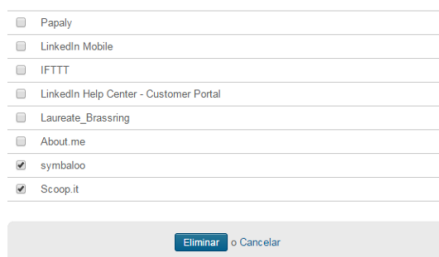 Papaly
LinkedIn Mobile
IFTTT
LinkedIn Help Center - Customer Portal
Laureate_Brassring
About.me
symbaloo
Scoop.it
Eliminar o Cancelar